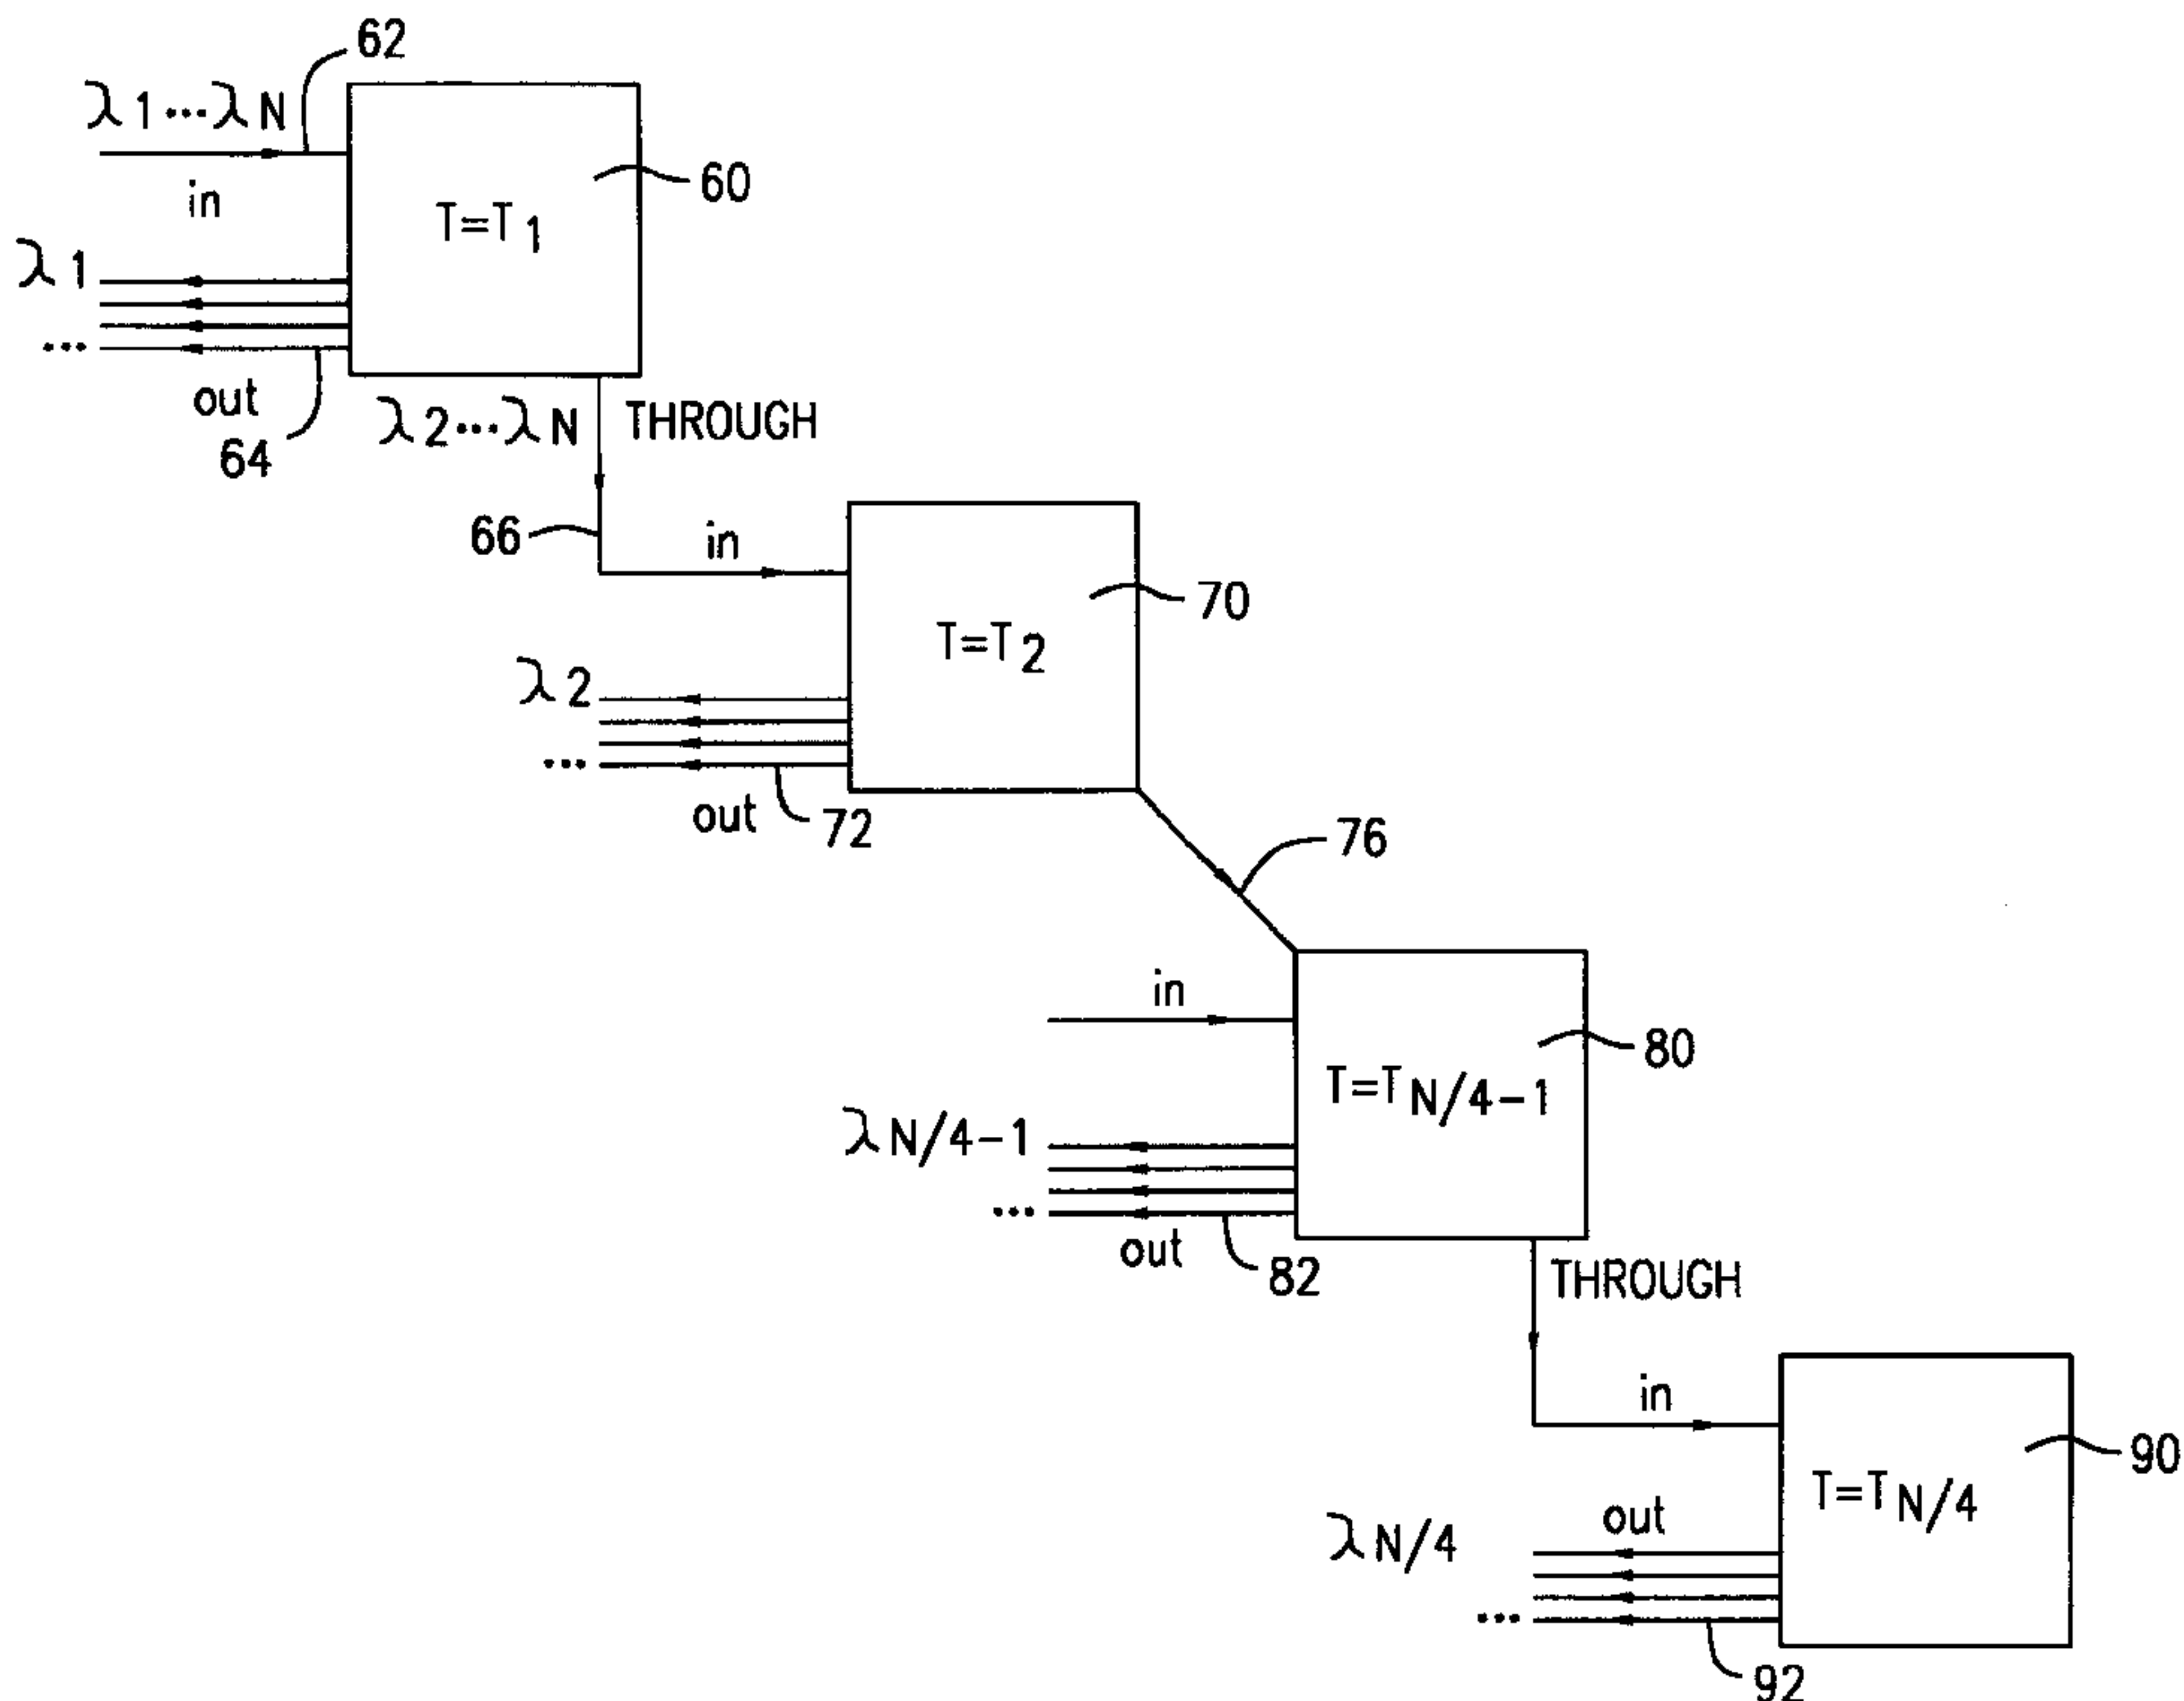 62
λ1···λN
in
60
T=T1
λ1
···
out
64
λ2···λN
THROUGH
66
in
70
T=T2
λ2
···
out
72
76
in
80
T=TN/4-1
λN/4-1
···
out
82
THROUGH
in
90
T=TN/4
λN/4
out
···
92